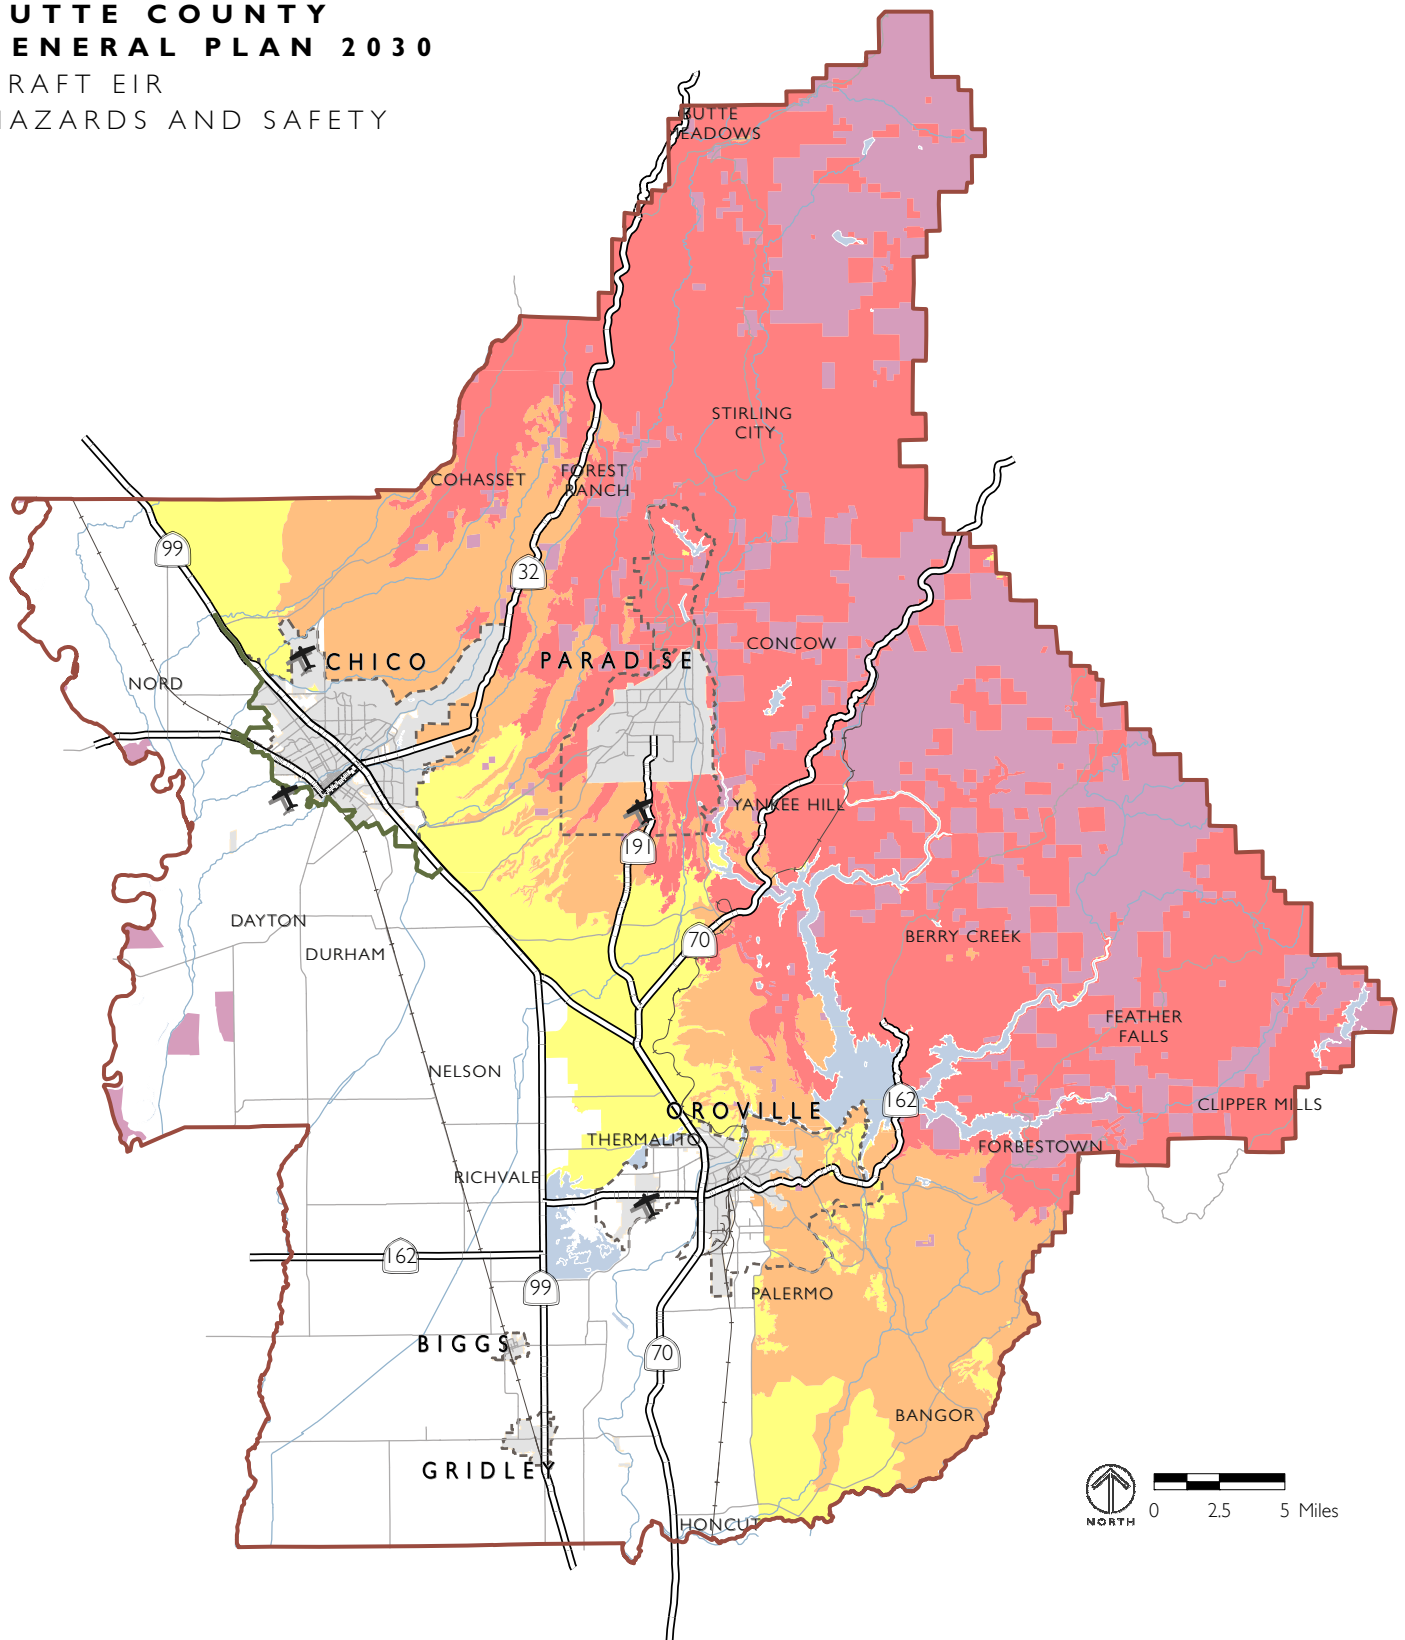 UTTE COUNTY
ENERAL PLAN 2030
RAFT EIR
HAZARDS AND SAFETY
BUTTE
MEADOWS
STIRLING
CITY
COHASSET
FOREST
RANCH
99
32
CONCOW
CHICO
PARADISE
NORD
YANKEE HILL
191
DAYTON
DURHAM
70
BERRY CREEK
FEATHER
FALLS
NELSON
OROVILLE
162
CLIPPER MILLS
THERMALITO
FORBESTOWN
RICHVALE
162
99
PALERMO
BIGGS
70
BANGOR
GRIDLEY
HONCUT
NORTH
0 2.5 5 Miles